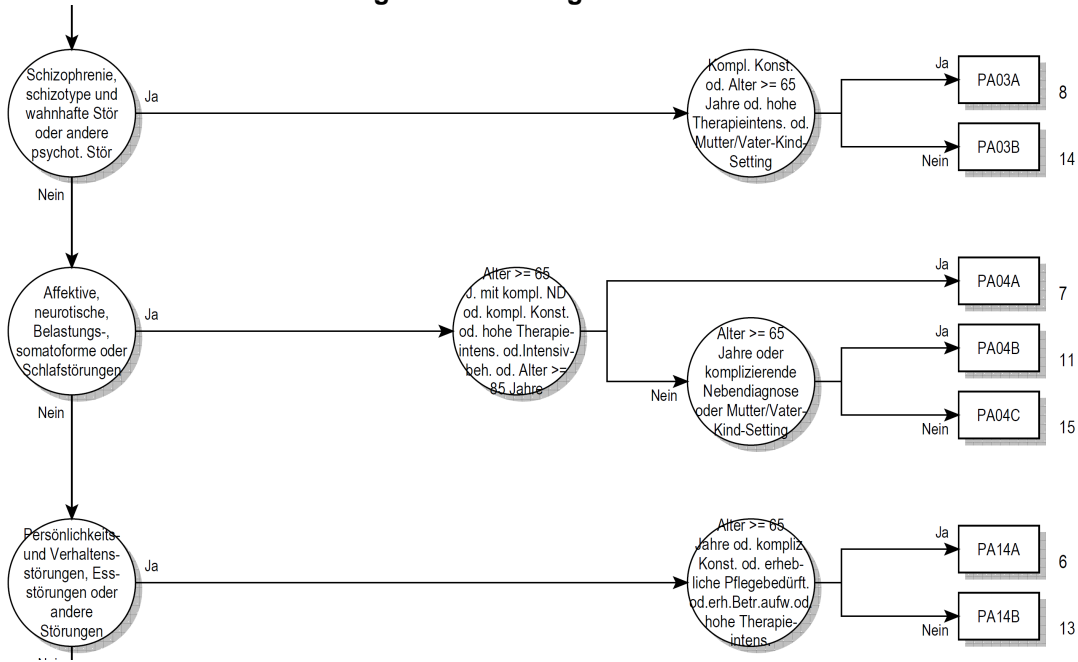 Schizophrenie,
schizotype und
wahnhafte Stör
oder andere
psychot. Stör
Ja
Nein
Kompl. Konst.
od. Alter >= 65
Jahre od. hohe
Therapieintens. od.
Mutter/Vater-Kind-
Setting
Ja
PA03A
8
Nein
PA03B
14
Affektive,
neurotische,
Belastungs-,
somatoforme oder
Schlafstörungen
Ja
Nein
Alter >= 65
J. mit kompl. ND
od. kompl. Konst.
od. hohe Therapie-
intens. od.Intensiv-
beh. od. Alter >=
85 Jahre
Ja
PA04A
7
Nein
Alter >= 65
Jahre oder
komplizierende
Nebendiagnose
oder Mutter/Vater-
Kind-Setting
Ja
PA04B
11
Nein
PA04C
15
Persönlichkeits-
und Verhaltens-
störungen, Ess-
störungen oder
andere
Störungen
Ja
Nein
Alter >= 65
Jahre od. kompliz.
Konst. od. erheb-
liche Pflegebedürft.
od.erh.Betr.aufw.od.
hohe Therapie-
intens.
Ja
PA14A
6
Nein
PA14B
13